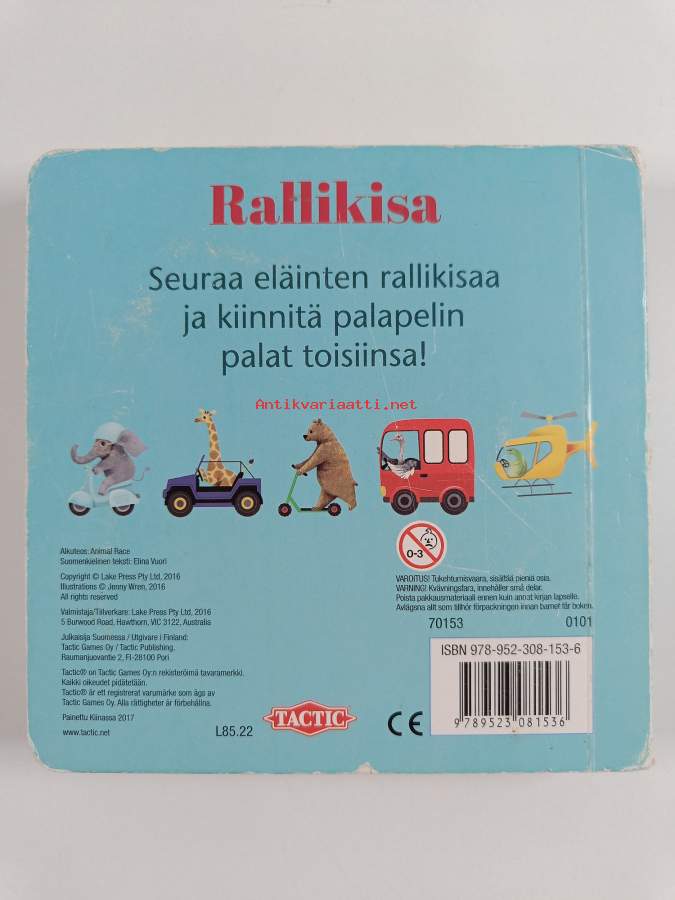 Rallikisa
Seuraa eläinten rallikisaa
ja kiinnitä palapelin
palat toisiinsa!
Antikvariaatti.net
Alkuteos: Animal Race
Suomenkielinen teksti: Elina Vuori
Copyright © Lake Press Pty Ltd, 2016
Illustrations © Jenny Wren, 2016
All rights reserved
Valmistaja/Tillverkare: Lake Press Pty Ltd, 2016
5 Burwood Road, Hawthorn, VIC 3122, Australia
Julkaisija Suomessa / Utgivare i Finland:
Tactic Games Oy / Tactic Publishing.
Raumanjuovantie 2, FI-28100 Pori
Tactic® on Tactic Games Oy:n rekisteröimä tavaramerkki.
Kaikki oikeudet pidätetään.
Tactic® är ett registrerat varumärke som ägs av
Tactic Games Oy. Alla rättigheter är förbehållna.
Painettu Kiinassa 2017
www.tactic.net
L85.22
TACTIC
CE
0-3
VAROITUS! Tukehtumisvaara, sisältää pieniä osia.
VARNING! Kvävningsfara, innehåller små delar.
Poista pakkausmateriaali ennen kuin annat kirjan lapselle.
Avlägsna allt som tillhör förpackningen innan barnet får boken.
70153 0101
ISBN 978-952-308-153-6
9 789523 081536